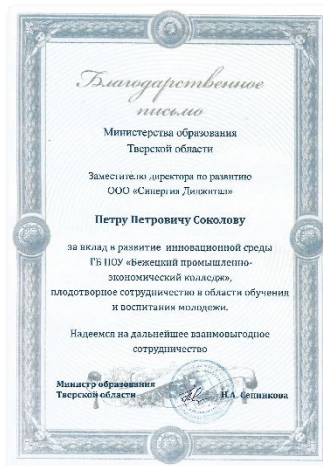 Благодарственное
письмо
Министерства образования
Тверской области
Заместителю директора по развитию
ООО «Синергия Диджитал»
Петру Петровичу Соколову
за вклад в развитие инновационной среды
ГБ ПОУ «Бежецкий промышленно-
экономический колледж»,
плодотворное сотрудничество в области обучения
и воспитания молодежи.
Надеемся на дальнейшее взаимовыгодное
сотрудничество
Министр образования
Тверской области
Н.А. Сенникова